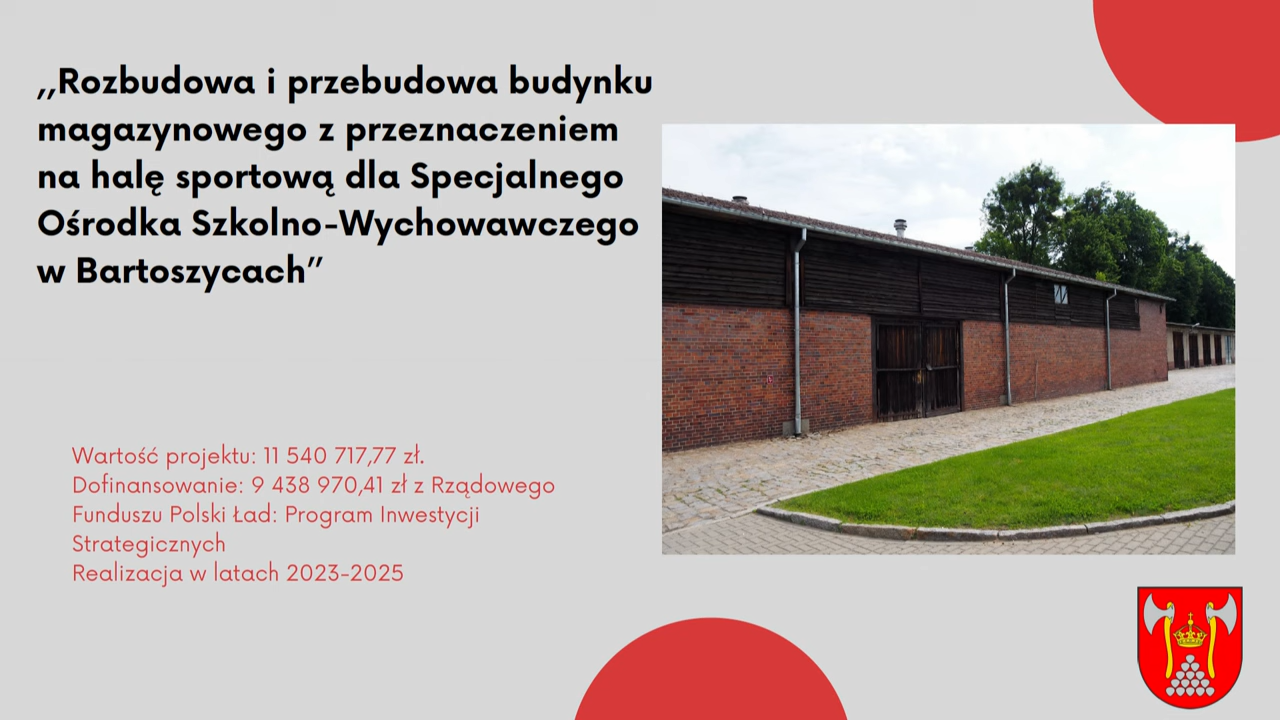 ,,Rozbudowa i przebudowa budynku
magazynowego z przeznaczeniem
na halę sportową dla Specjalnego
Ośrodka Szkolno-Wychowawczego
w Bartoszycach”
Wartość projektu: 11 540 717,77 zł.
Dofinansowanie: 9 438 970,41 zł z Rządowego
Funduszu Polski Ład: Program Inwestycji
Strategicznych
Realizacja w latach 2023-2025